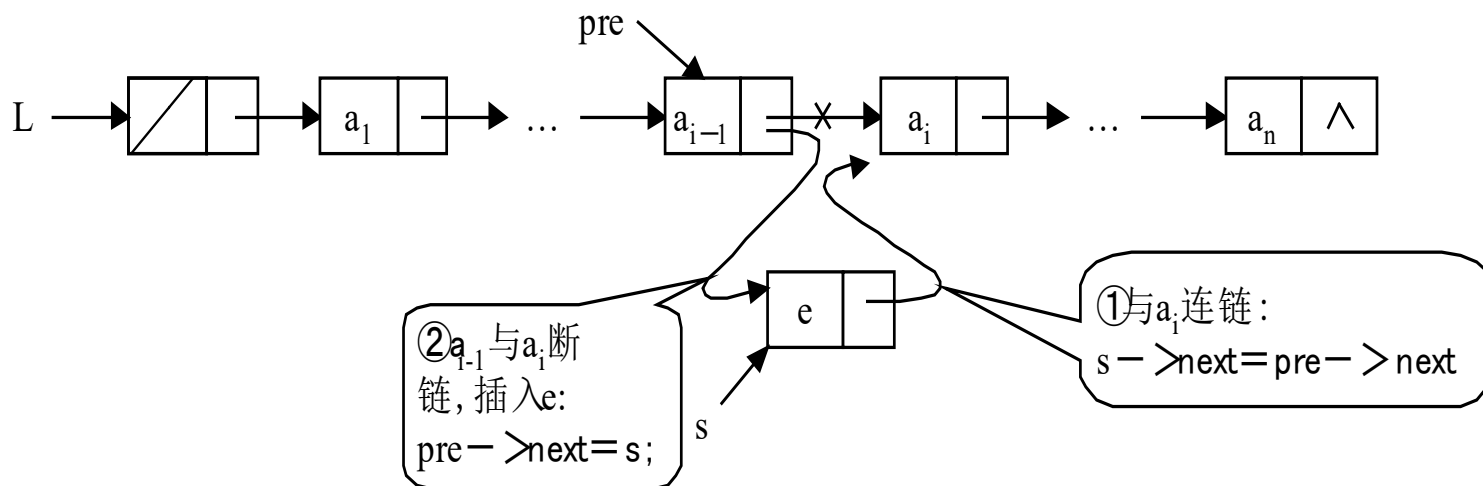 pre
L
a1
…
ai−1
ai
…
an
∧
e
s
①与ai连链:
s－>next＝pre－>next
②ai-1与ai断
链,插入e:
pre－>next＝s;